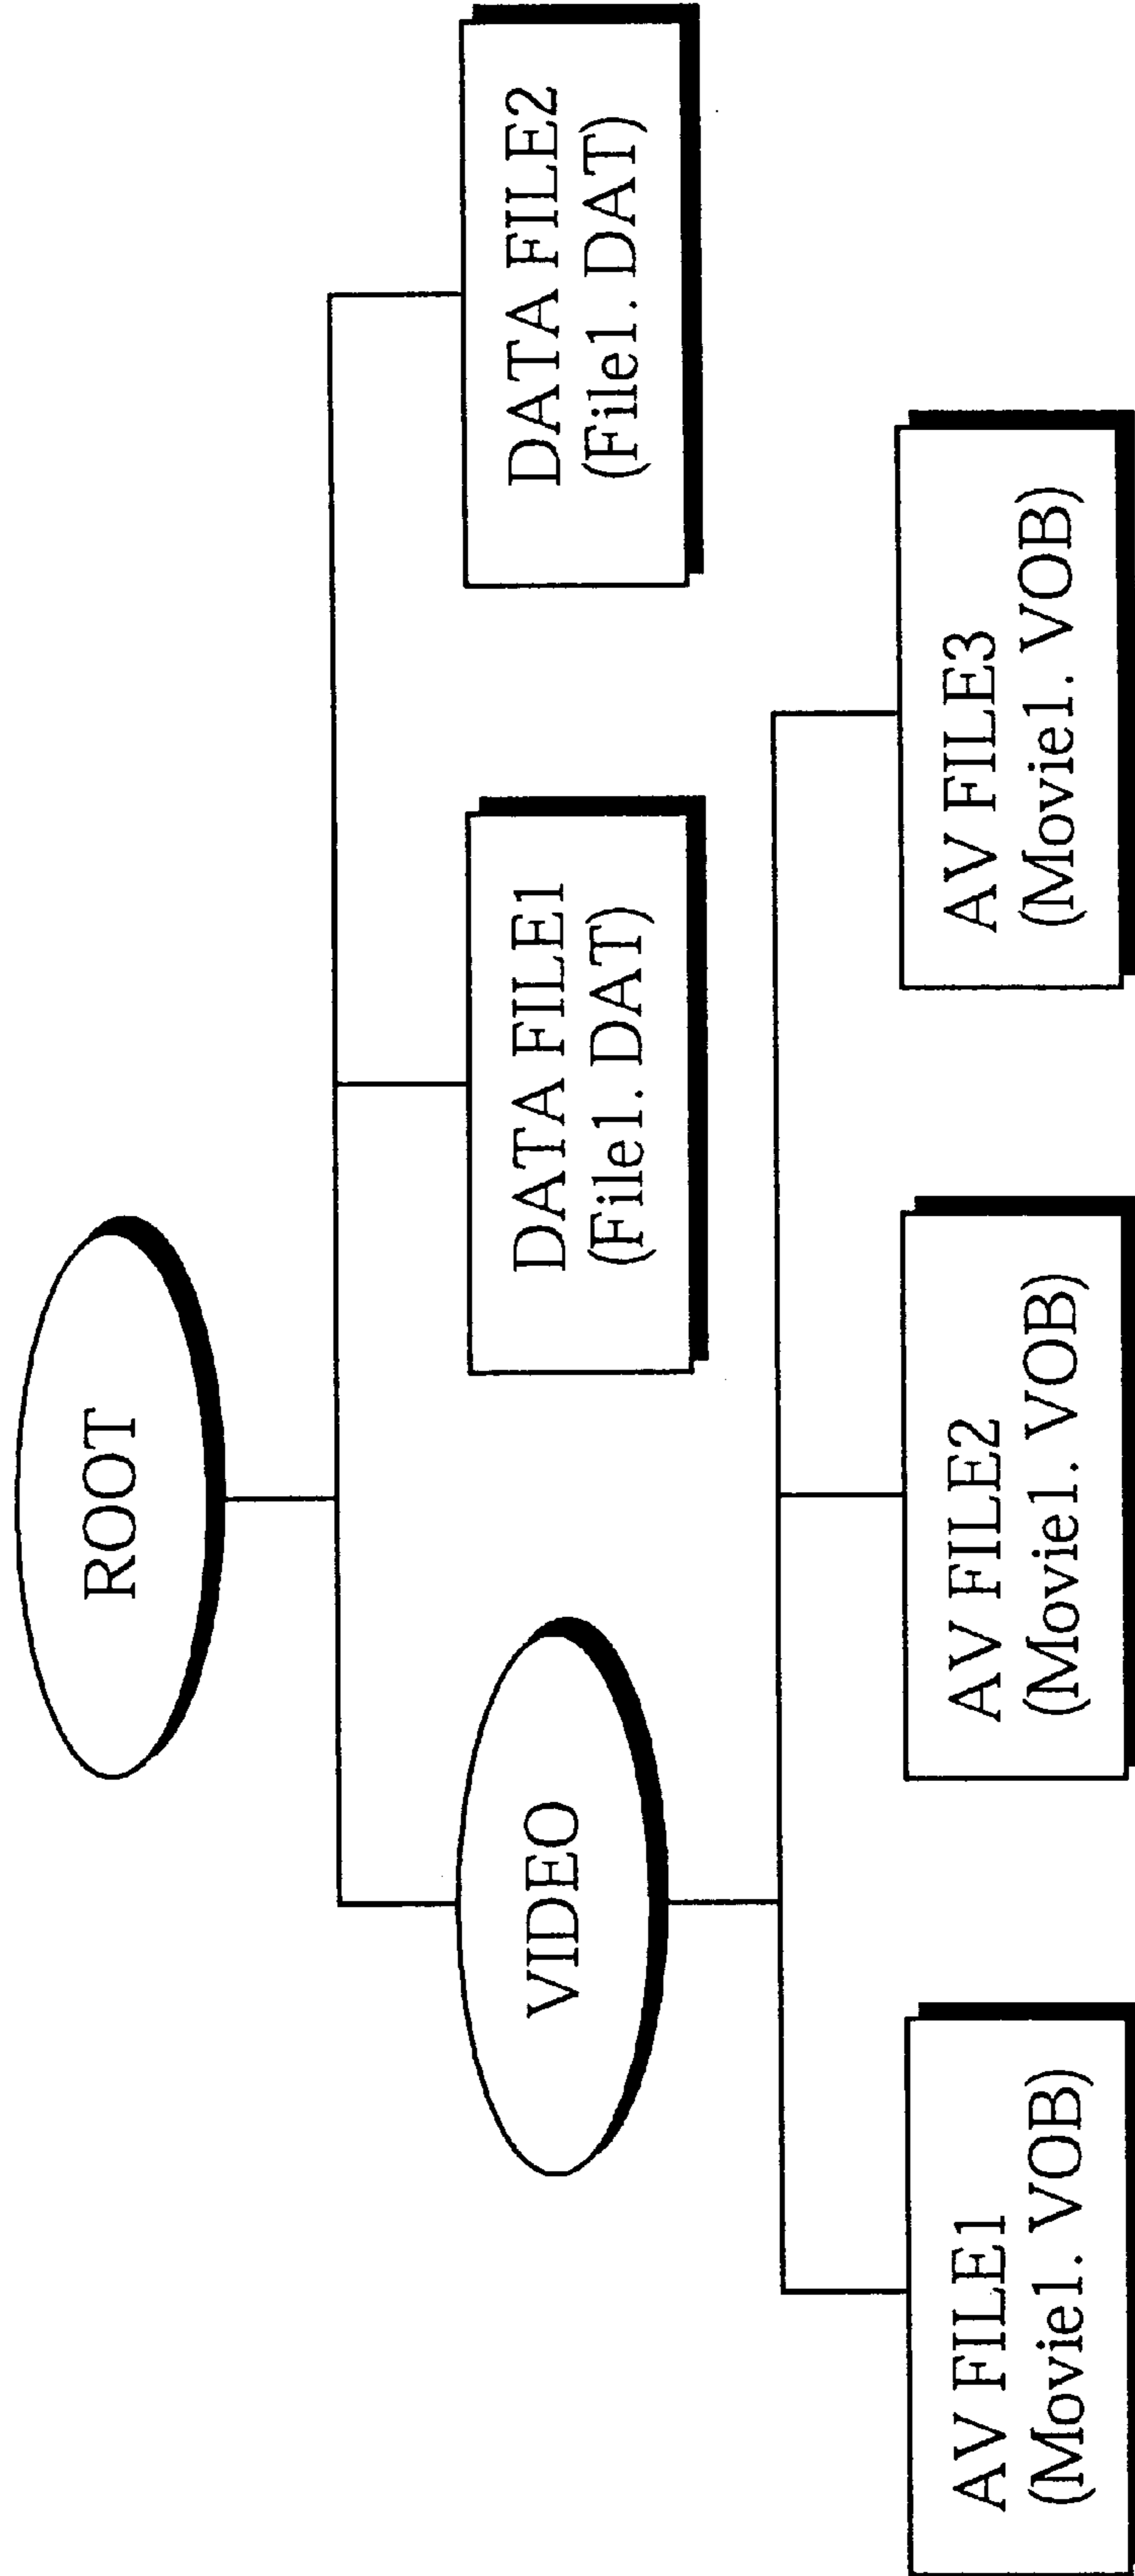 ROOT
VIDEO
DATA FILE1
(File1. DAT)
DATA FILE2
(File1. DAT)
AV FILE1
(Movie1. VOB)
AV FILE2
(Movie1. VOB)
AV FILE3
(Movie1. VOB)